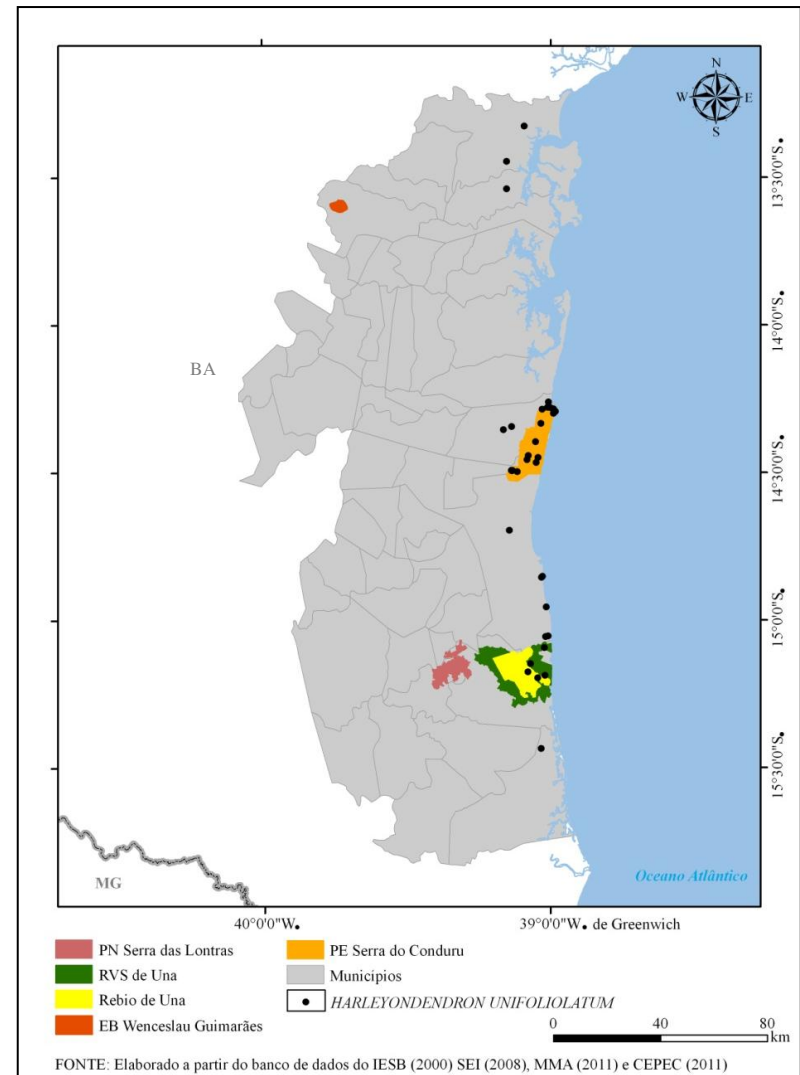 N
W E
S
13°30'0"S.
14°0'0"S.
BA
14°30'0"S.
15°0'0"S.
15°30'0"S.
MG
Oceano Atlântico
40°0'0"W. 39°0'0"W. de Greenwich
PN Serra das Lontras PE Serra do Conduru
RVS de Una Municipios
Rebio de Una HARLEYONDENDRON UNIFOLIOLATUM
EB Wenceslau Guimarães
0 40 80
km
FONTE: Elaborado a partir do banco de dados do IESB (2000) SEI (2008), MMA (2011) e CEPEC (2011)